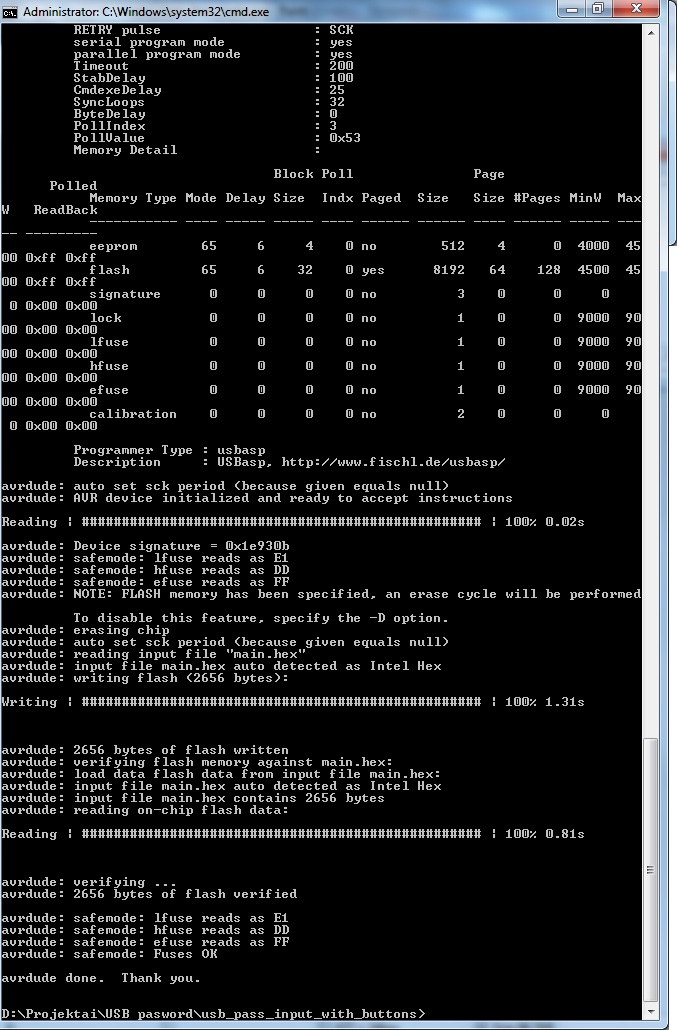 Administrator: C:\Windows\system32\cmd.exe
RETRY pulse : SCK
serial program mode : yes
parallel program mode : yes
Timeout : 200
StabDelay : 100
CmdexeDelay : 25
SyncLoops : 32
ByteDelay : 0
PollIndex : 3
PollValue : 0x53
Memory Detail :
Block Poll Page
Polled
Memory Type Mode Delay Size Indx Paged Size Size #Pages MinW Max
W ReadBack
----------- ---- ----- ----- ---- ------ ------ ---- ------ ----- ---
-- ---------
eeprom 65 6 4 0 no 512 4 0 4000 45
00 0xff 0xff
flash 65 6 32 0 yes 8192 64 128 4500 45
00 0xff 0xff
signature 0 0 0 0 no 3 0 0 0
0 0x00 0x00
lock 0 0 0 0 no 1 0 0 9000 90
00 0x00 0x00
lfuse 0 0 0 0 no 1 0 0 9000 90
00 0x00 0x00
hfuse 0 0 0 0 no 1 0 0 9000 90
00 0x00 0x00
efuse 0 0 0 0 no 1 0 0 9000 90
00 0x00 0x00
calibration 0 0 0 0 no 2 0 0 0
0 0x00 0x00
Programmer Type : usbasp
Description : USBasp, http://www.fischl.de/usbasp/
avrdude: auto set sck period (because given equals null)
avrdude: AVR device initialized and ready to accept instructions
Reading | ################################################## | 100% 0.02s
avrdude: Device signature = 0x1e930b
avrdude: safemode: lfuse reads as E1
avrdude: safemode: hfuse reads as DD
avrdude: safemode: efuse reads as FF
avrdude: NOTE: FLASH memory has been specified, an erase cycle will be performed
To disable this feature, specify the -D option.
avrdude: erasing chip
avrdude: auto set sck period (because given equals null)
avrdude: reading input file "main.hex"
avrdude: input file main.hex auto detected as Intel Hex
avrdude: writing flash (2656 bytes):
Writing | ################################################## | 100% 1.31s
avrdude: 2656 bytes of flash written
avrdude: verifying flash memory against main.hex:
avrdude: load data flash data from input file main.hex:
avrdude: input file main.hex auto detected as Intel Hex
avrdude: input file main.hex contains 2656 bytes
avrdude: reading on-chip flash data:
Reading | ################################################## | 100% 0.81s
avrdude: verifying ...
avrdude: 2656 bytes of flash verified
avrdude: safemode: lfuse reads as E1
avrdude: safemode: hfuse reads as DD
avrdude: safemode: efuse reads as FF
avrdude: safemode: Fuses OK
avrdude done. Thank you.
D:\Projektai\USB pasword\usb_pass_input_with_buttons>